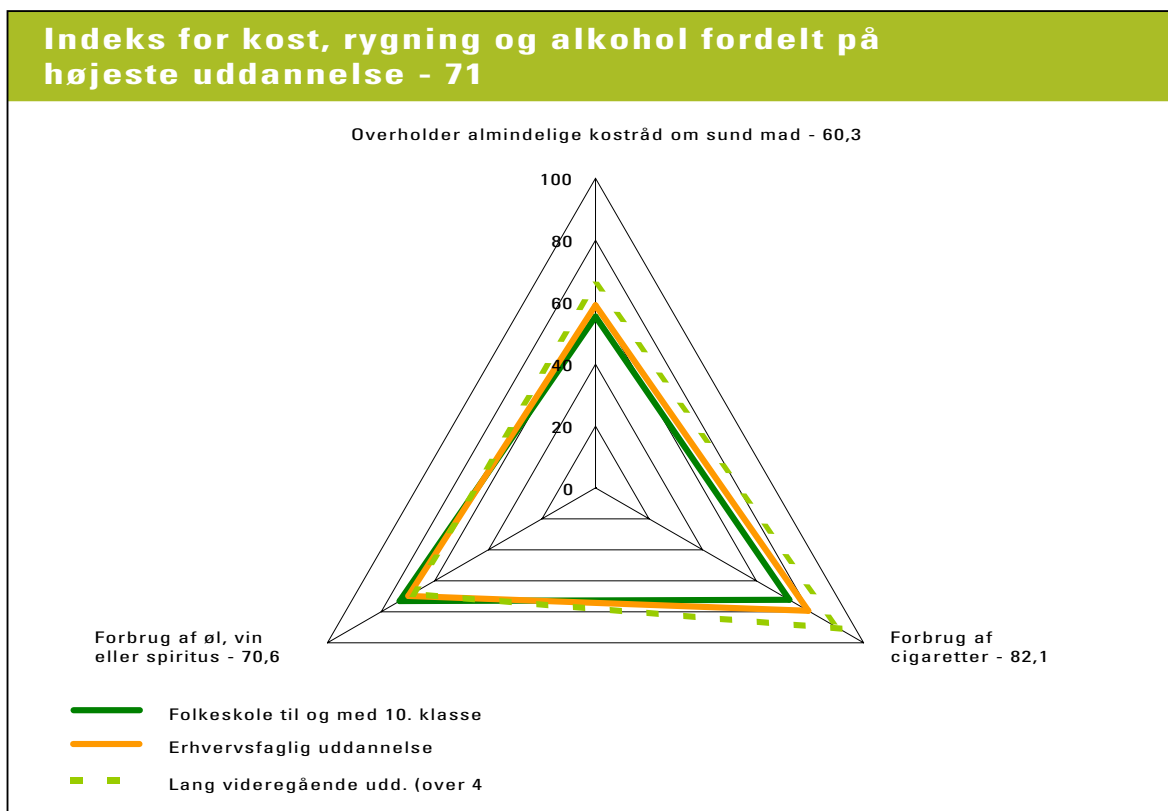 Indeks for kost, rygning og alkohol fordelt på
højeste uddannelse - 71
Overholder almindelige kostråd om sund mad - 60,3
100
80
60
40
20
0
Forbrug af øl, vin
eller spiritus - 70,6
Forbrug af
cigaretter - 82,1
Folkeskole til og med 10. klasse
Erhvervsfaglig uddannelse
Lang videregående udd. (over 4